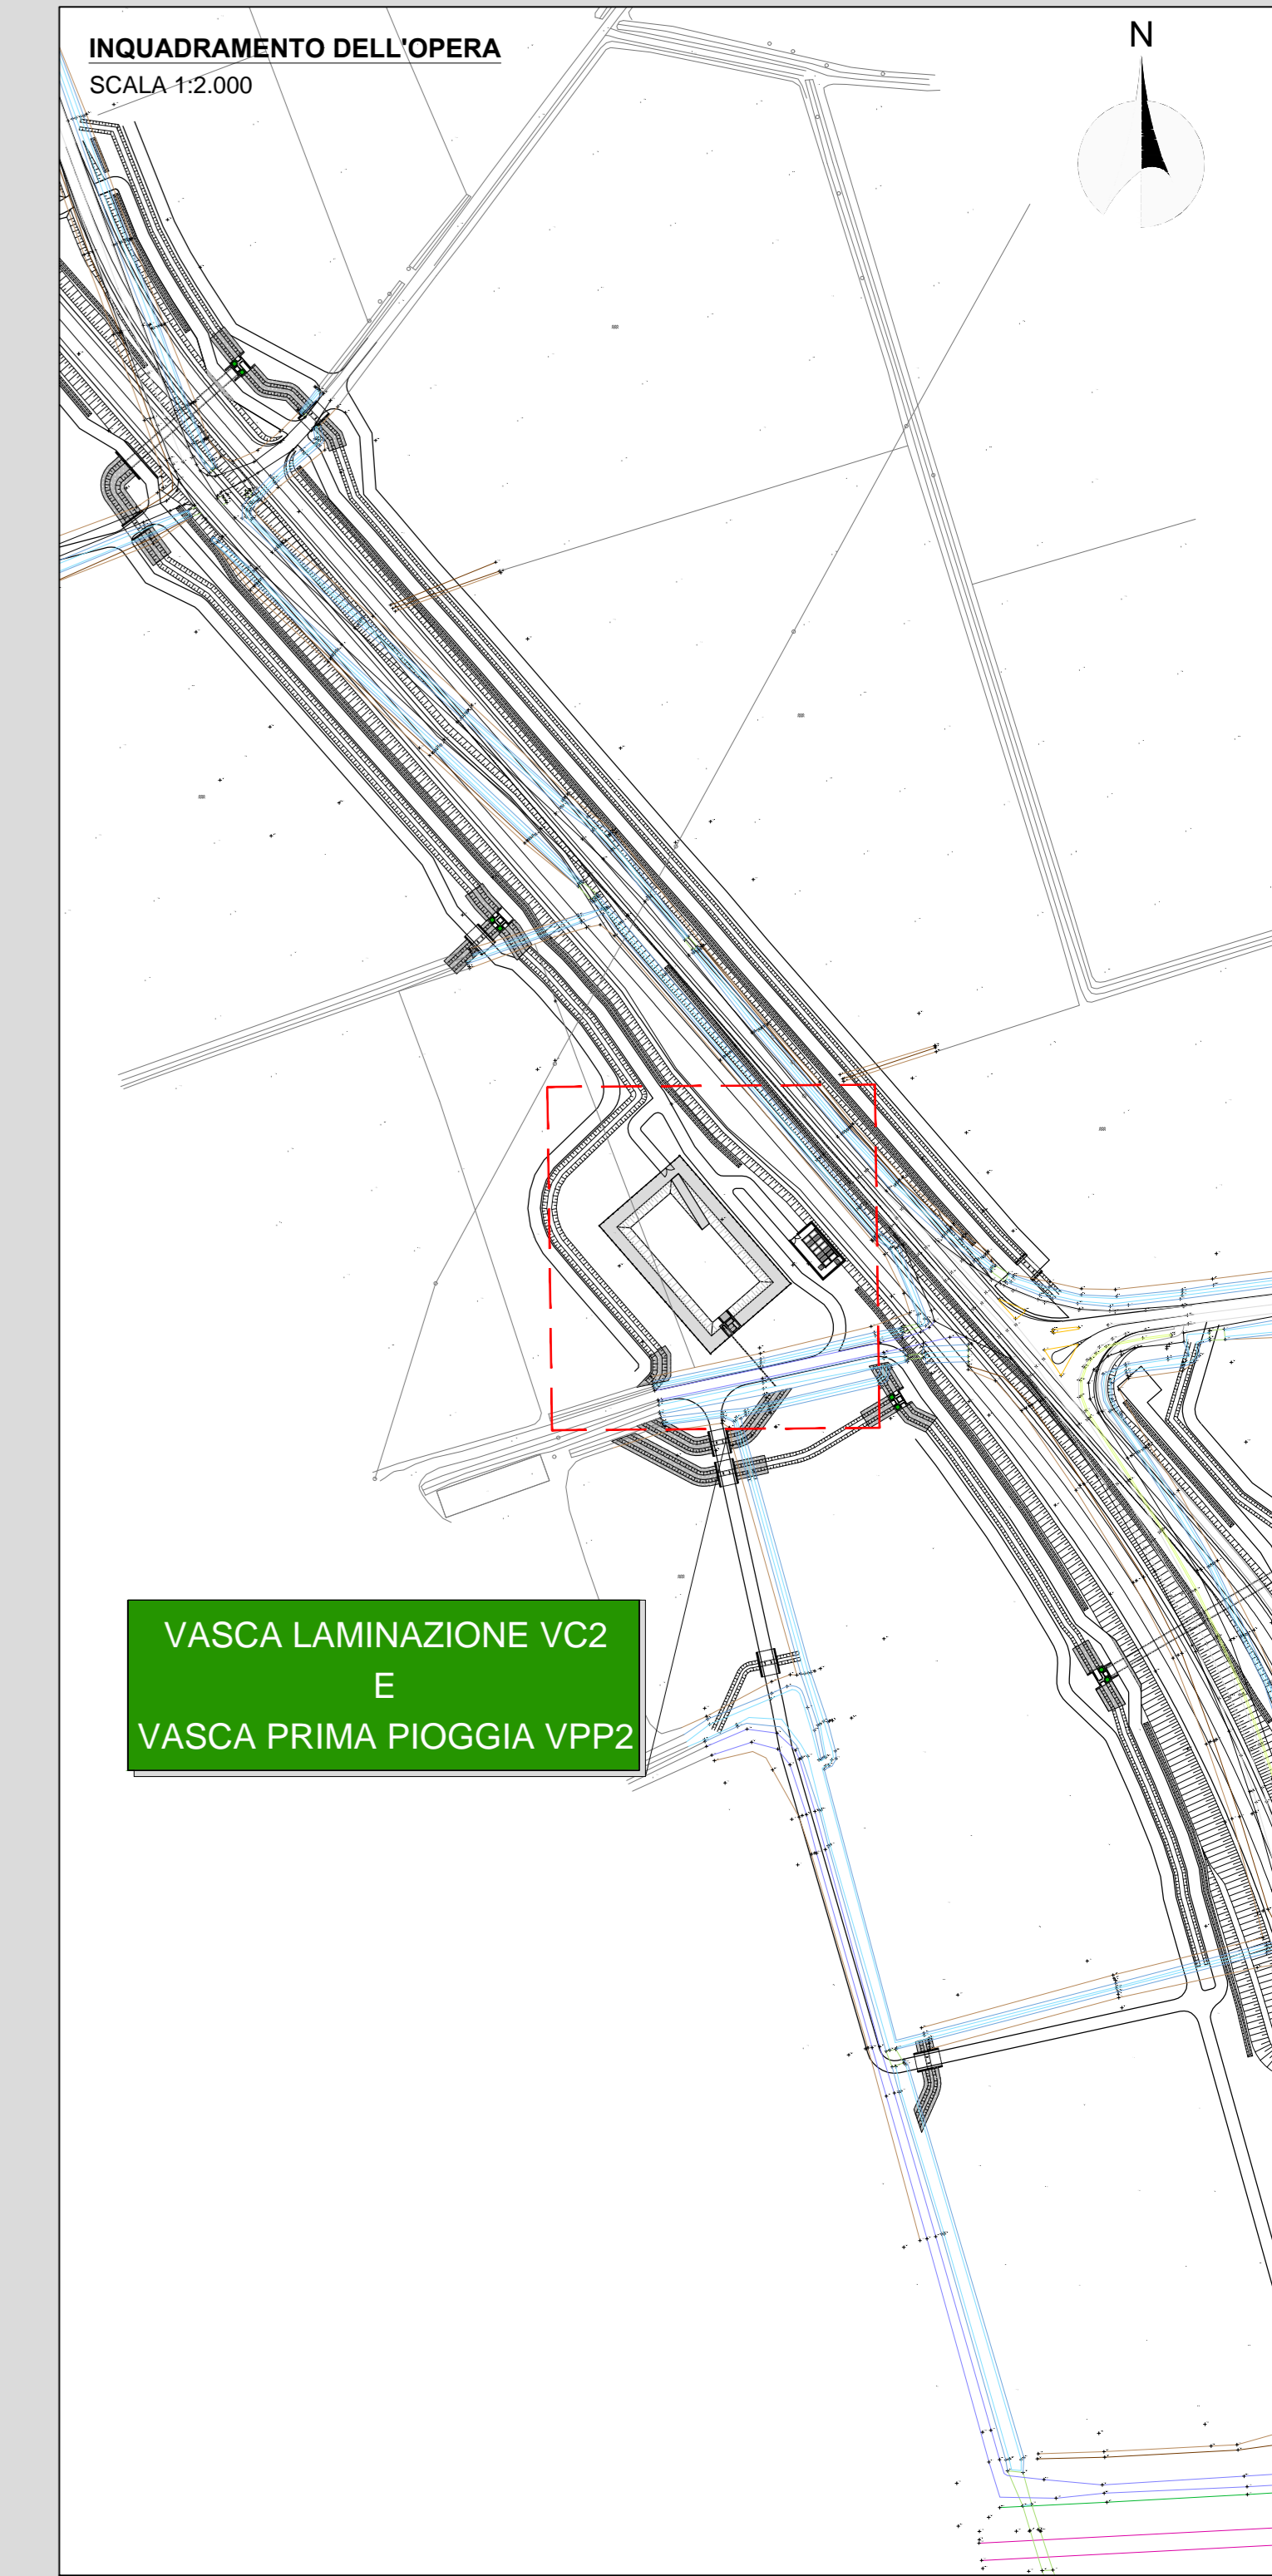 INQUADRAMENTO DELL'OPERA
SCALA 1:2.000
N
VASCA LAMINAZIONE VC2
E
VASCA PRIMA PIOGGIA VPP2